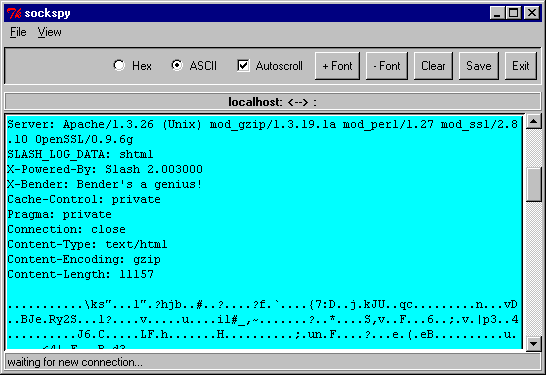 sockspy
File View
Hex ASCII Autoscroll + Font - Font Clear Save Exit
localhost: <--> :
Server: Apache/1.3.26 (Unix) mod_gzip/1.3.19.1a mod_perl/1.27 mod_ssl/2.8
.10 OpenSSL/0.9.6g
SLASH_LOG_DATA: shtml
X-Powered-By: Slash 2.003000
X-Bender: Bender's a genius!
Cache-Control: private
Pragma: private
Connection: close
Content-Type: text/html
Content-Encoding: gzip
Content-Length: 11157
...........\ks"...l".?hjb..#..?....?f.`....{7:D..j.kJU..qc.........n...vD
..BJe.Ry2S...l?....v.....u....il#_,~.......?..*....S,v..F...6..;.v.|p3..4
..........J6.C.....LF.h.......H..........;.un.F....?...e.(.eB..........u.
waiting for new connection...